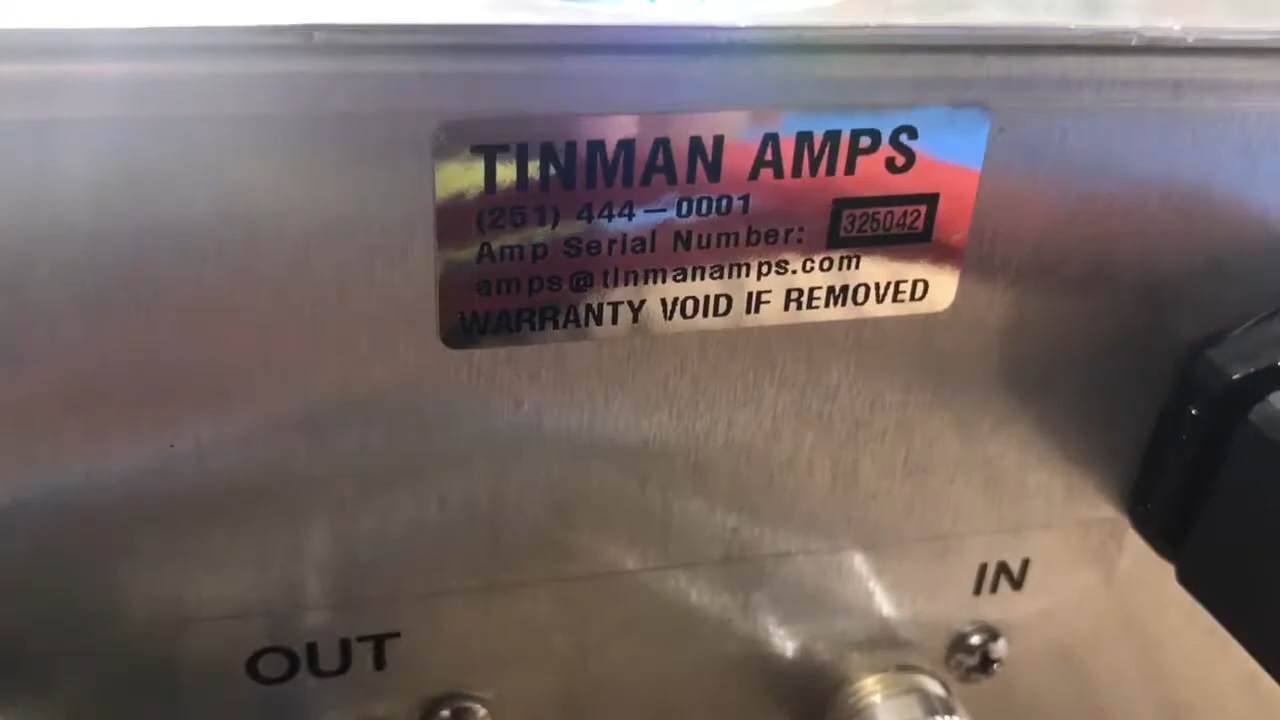 TINMAN AMPS
(251) 444-0001
Amp Serial Number: 325042
amps@tinmanamps.com
WARRANTY VOID IF REMOVED
IN
OUT